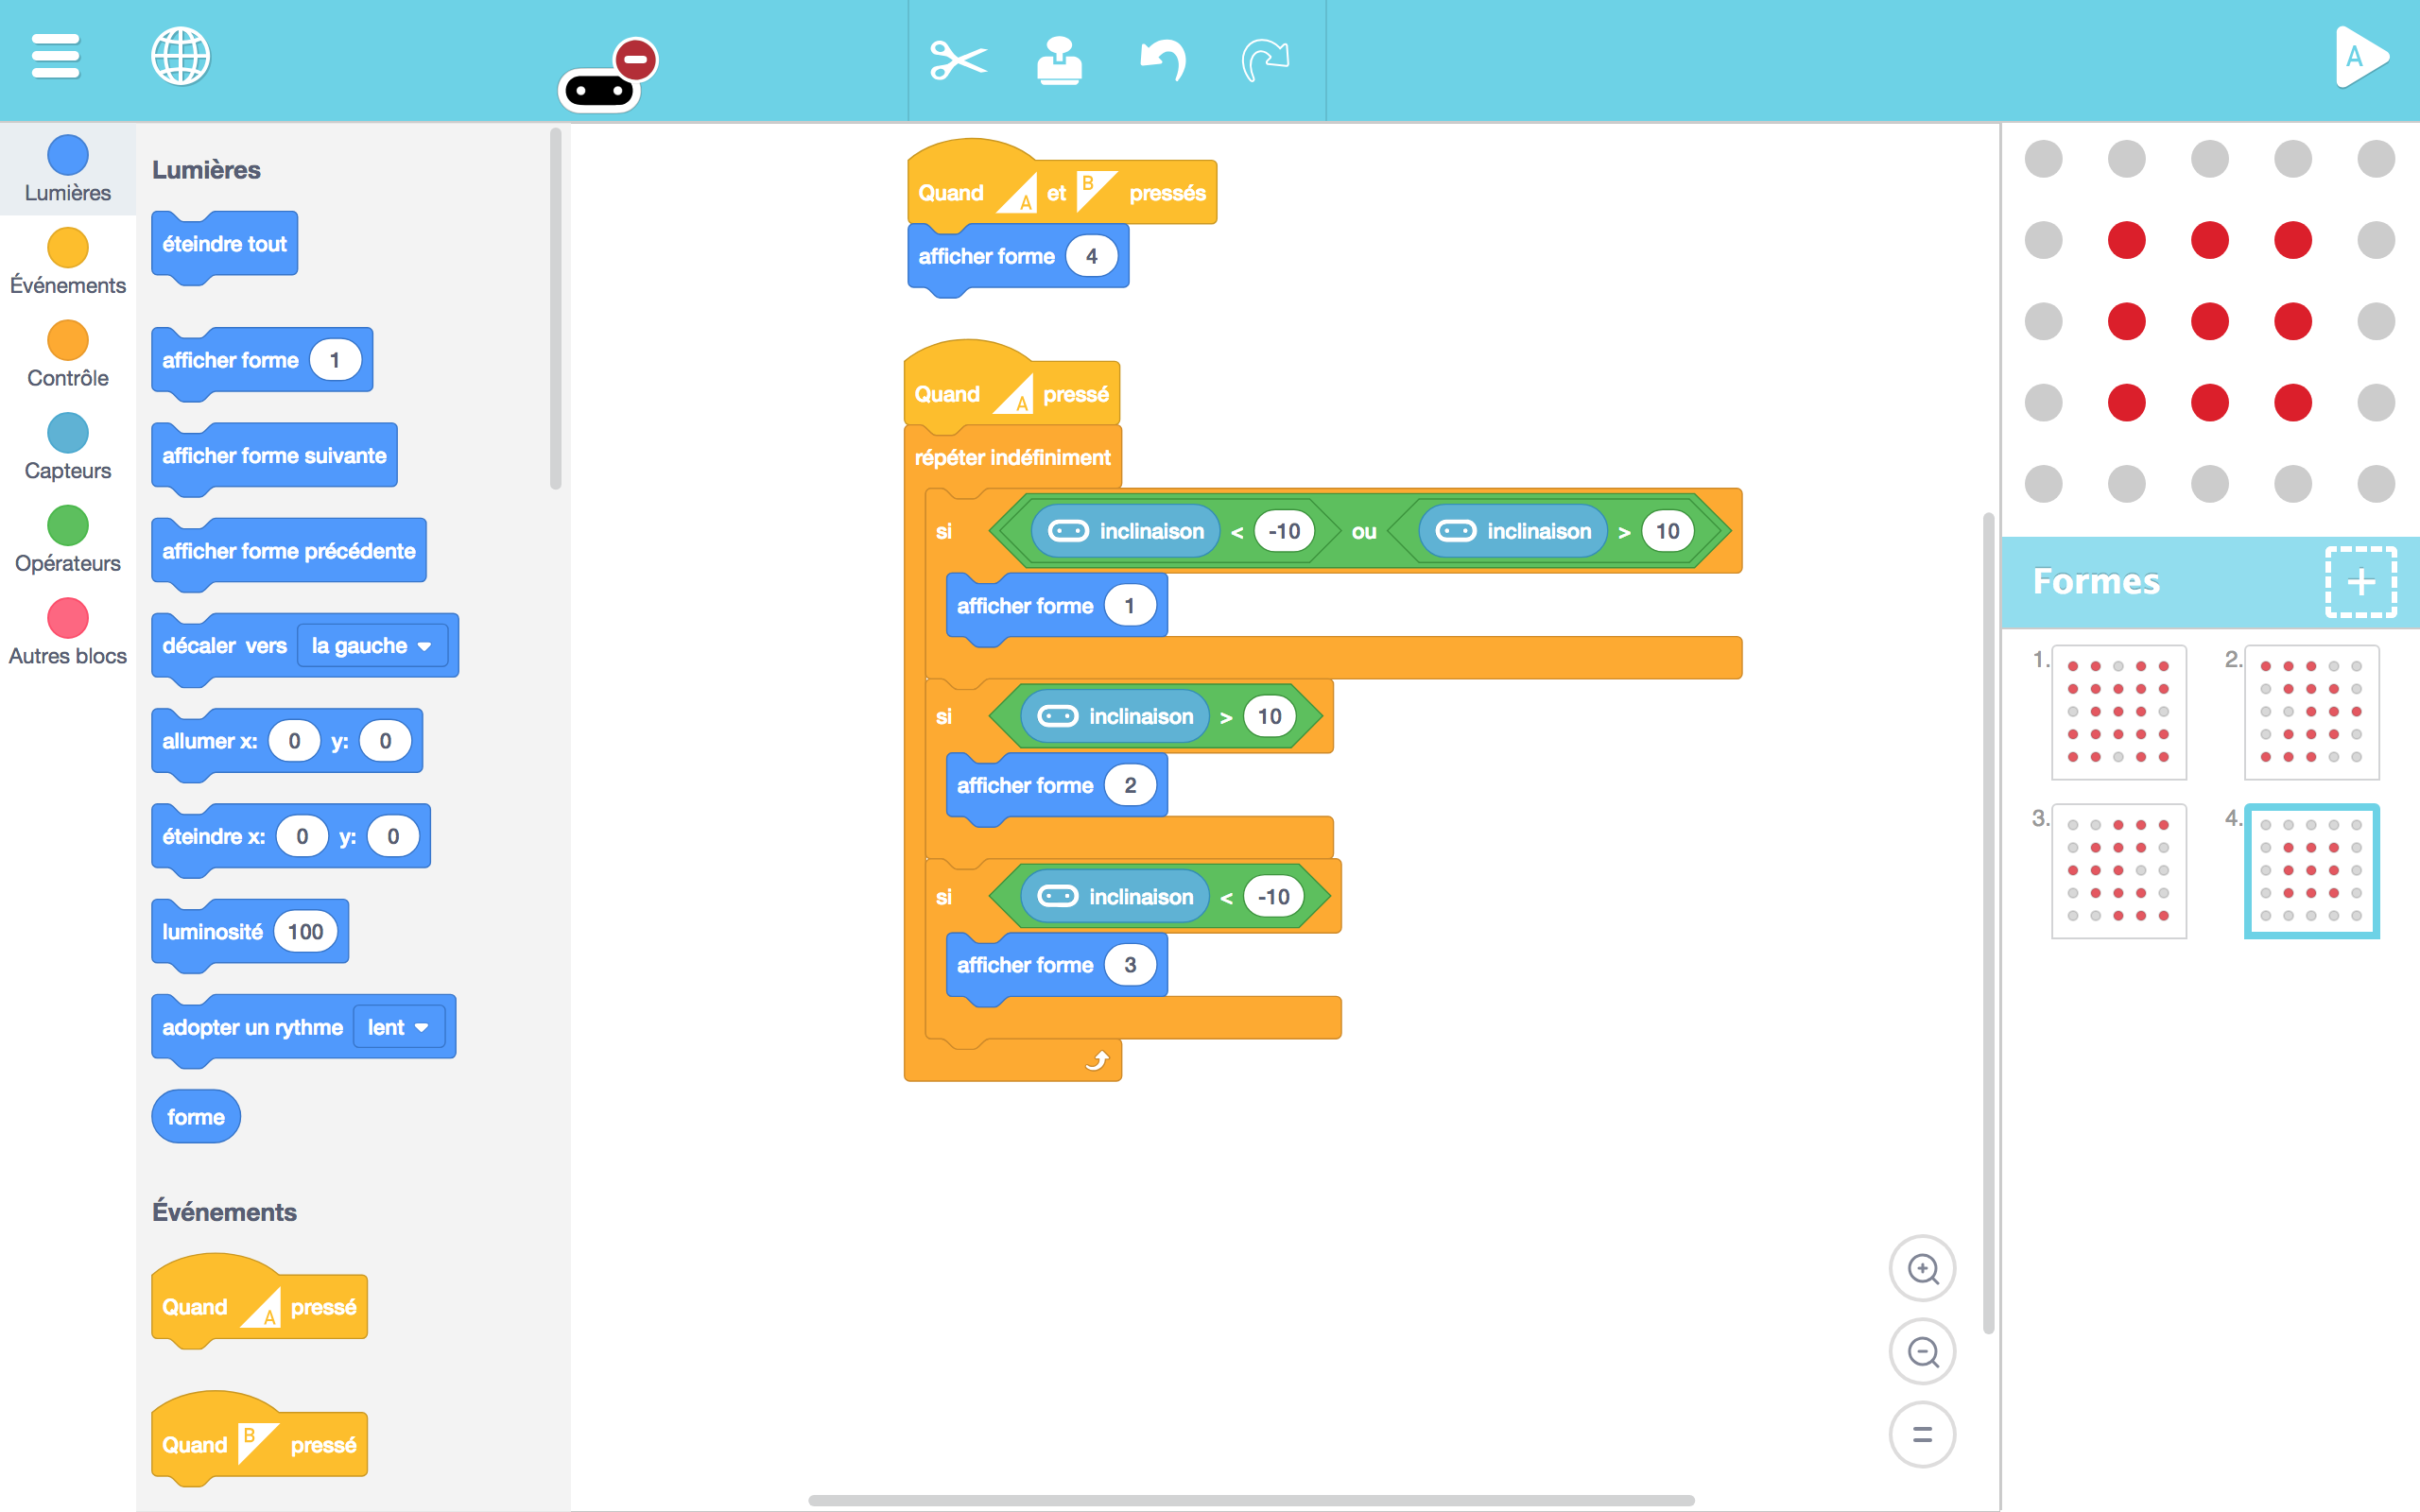 A
Lumières
Événements
Contrôle
Capteurs
Opérateurs
Autres blocs
Lumières
éteindre tout
afficher forme 1
afficher forme suivante
afficher forme précédente
décaler vers la gauche
allumer x: 0 y: 0
éteindre x: 0 y: 0
luminosité 100
adopter un rythme lent
forme
Événements
Quand A pressé
Quand B pressé
Quand A et B pressés
afficher forme 4
Quand A pressé
répéter indéfiniment
si inclinaison < -10 ou inclinaison > 10
afficher forme 1
si inclinaison > 10
afficher forme 2
si inclinaison < -10
afficher forme 3
Formes
1.
2.
3.
4.